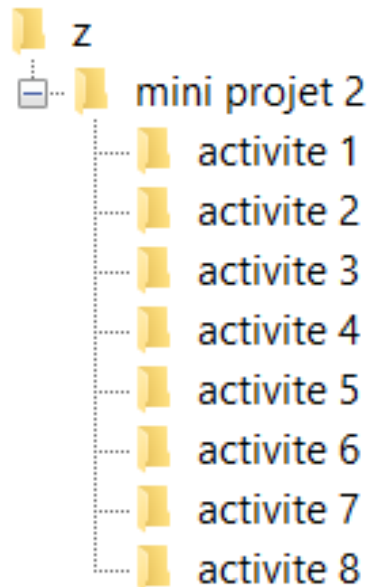 z
mini projet 2
activite 1
activite 2
activite 3
activite 4
activite 5
activite 6
activite 7
activite 8